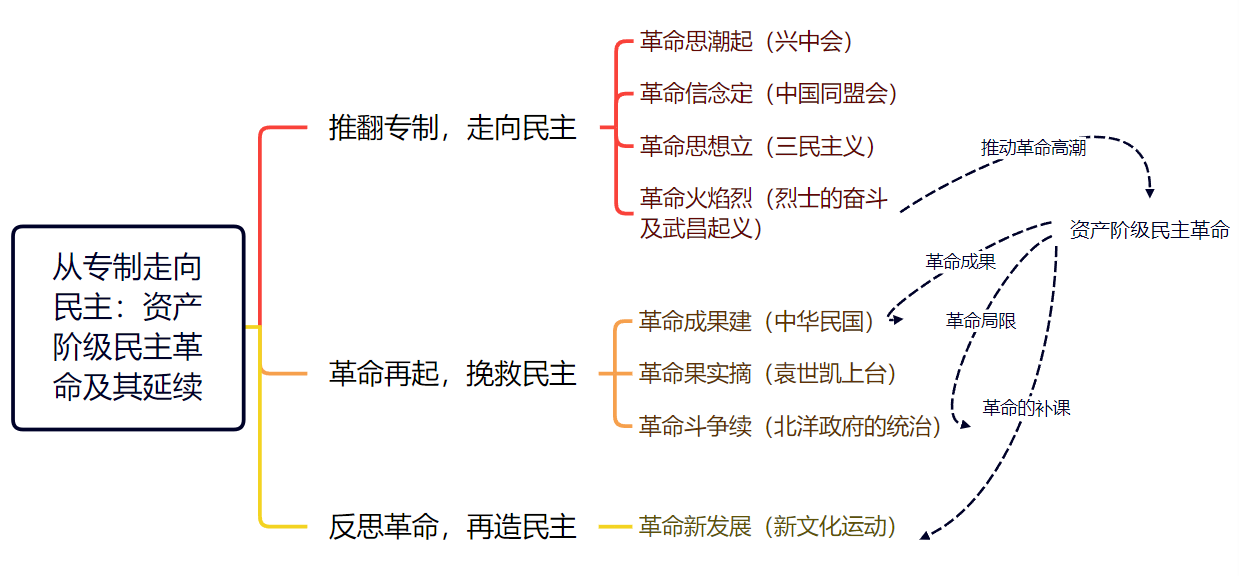 从专制走向
民主：资产
阶级民主革
命及其延续
推翻专制，走向民主
革命思潮起（兴中会）
革命信念定（中国同盟会）
革命思想立（三民主义）
革命火焰烈（烈士的奋斗
及武昌起义）
推动革命高潮
资产阶级民主革命
革命成果
革命局限
革命的补课
革命再起，挽救民主
革命成果建（中华民国）
革命果实摘（袁世凯上台）
革命斗争续（北洋政府的统治）
反思革命，再造民主
革命新发展（新文化运动）